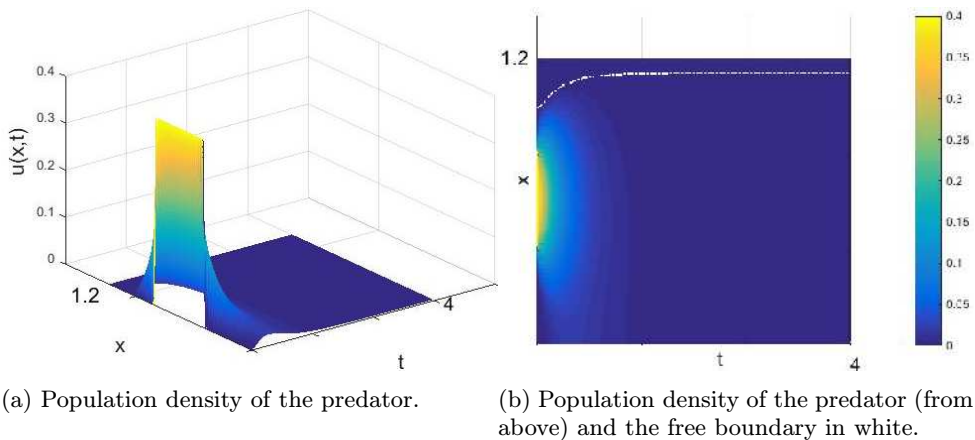 0.4
0.3
0.2
0.1
0
u(x,t)
1.2
x
4
t
1.2
x
t
4
0.4
0.35
0.3
0.25
0.2
0.15
0.1
0.05
0
(a) Population density of the predator.
(b) Population density of the predator (from
above) and the free boundary in white.